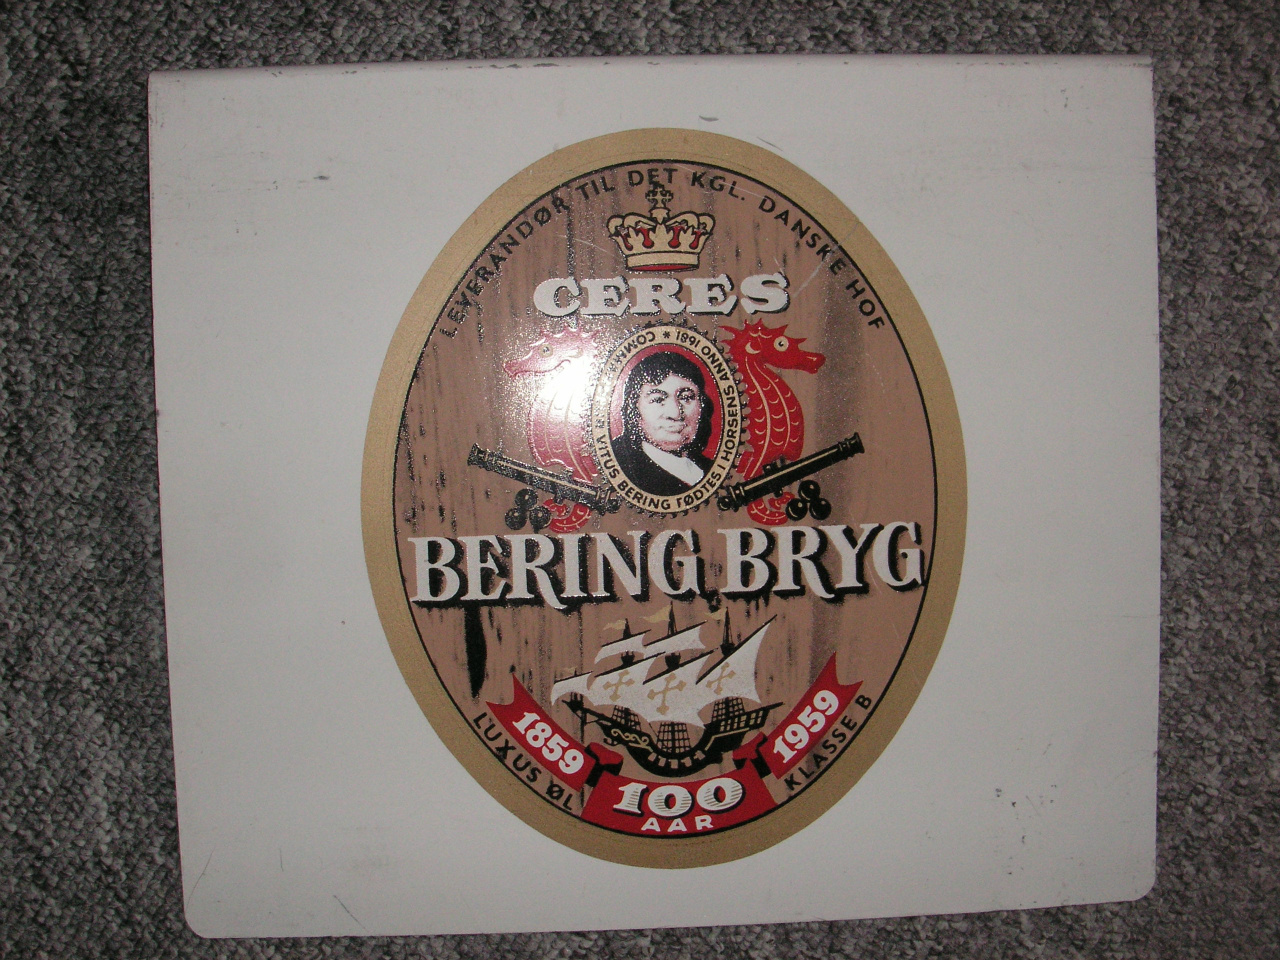 LEVERANDØR TIL DET KGL. DANSKE HOF
CERES
VITUS BERING FØDTES I HORSENS ANNO 1681 *
BERING BRYG
1859
1959
LUXUS ØL
KLASSE B
100
AAR